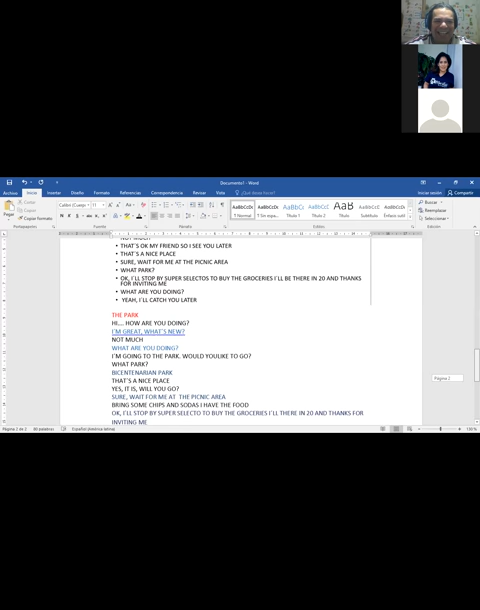 Documento7 - Word
Archivo Inicio Insertar Diseño Formato Referencias Correspondencia Revisar Vista ¿Qué desea hacer? Iniciar sesión Compartir
Pegar Cortar Copiar Copiar formato
Calibri (Cuerpo 11
AaBbCcDc AaBbCcDc AaBbCc AaBbCcC AaB AaBbCcC AaBbCcDc
¶ Normal ¶ Sin espa... Título 1 Título 2 Título Subtítulo Énfasis sutil
Buscar Reemplazar Seleccionar
Portapapeles Fuente Párrafo Estilos Edición
NOT MUCH
• THAT´S OK MY FRIEND SO I SEE YOU LATER
• THAT´S A NICE PLACE
• SURE, WAIT FOR ME AT THE PICNIC AREA
• WHAT PARK?
• OK, I´LL STOP BY SUPER SELECTOS TO BUY THE GROCERIES I´LL BE THERE IN 20 AND THANKS
FOR INVITING ME
• WHAT ARE YOU DOING?
• YEAH, I´LL CATCH YOU LATER
THE PARK
HI.... HOW ARE YOU DOING?
I´M GREAT, WHAT´S NEW?
NOT MUCH
WHAT ARE YOU DOING?
I´M GOING TO THE PARK. WOULD YOULIKE TO GO?
WHAT PARK?
BICENTENARIAN PARK
THAT´S A NICE PLACE
YES, IT IS, WILL YOU GO?
SURE, WAIT FOR ME AT THE PICNIC AREA
BRING SOME CHIPS AND SODAS I HAVE THE FOOD
OK, I´LL STOP BY SUPER SELECTO TO BUY THE GROCERIES I´LL THERE IN 20 AND THANKS FOR
INVITING ME
Página 2
Página 2 de 2 80 palabras Español (América latina) 130 %